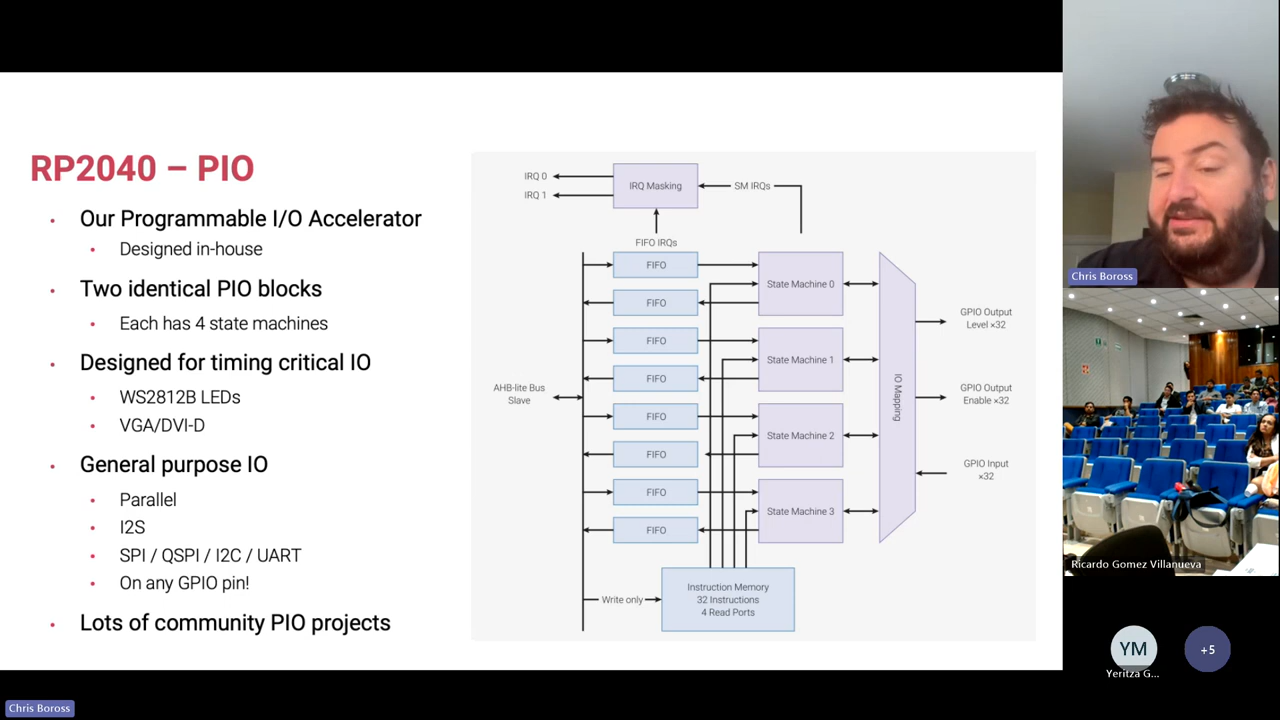 RP2040 – PIO
• Our Programmable I/O Accelerator
• Designed in-house
• Two identical PIO blocks
• Each has 4 state machines
• Designed for timing critical IO
• WS2812B LEDs
• VGA/DVI-D
• General purpose IO
• Parallel
• I2S
• SPI / QSPI / I2C / UART
• On any GPIO pin!
• Lots of community PIO projects
IRQ 0
IRQ 1
IRQ Masking
SM IRQs
FIFO IRQs
FIFO
FIFO
FIFO
FIFO
FIFO
FIFO
FIFO
FIFO
AHB-lite Bus
Slave
State Machine 0
State Machine 1
State Machine 2
State Machine 3
IO Mapping
GPIO Output
Level ×32
GPIO Output
Enable ×32
GPIO Input
×32
Write only
Instruction Memory
32 Instructions
4 Read Ports
Chris Boross
Ricardo Gomez Villanueva
YM
Yeritza G...
+5
Chris Boross